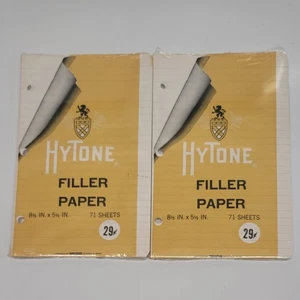 HYTONE
FILLER
PAPER
8½ IN. x 5½ IN. 71 SHEETS
29¢
HYTONE
FILLER
PAPER
8½ IN. x 5½ IN. 71 SHEETS
29¢